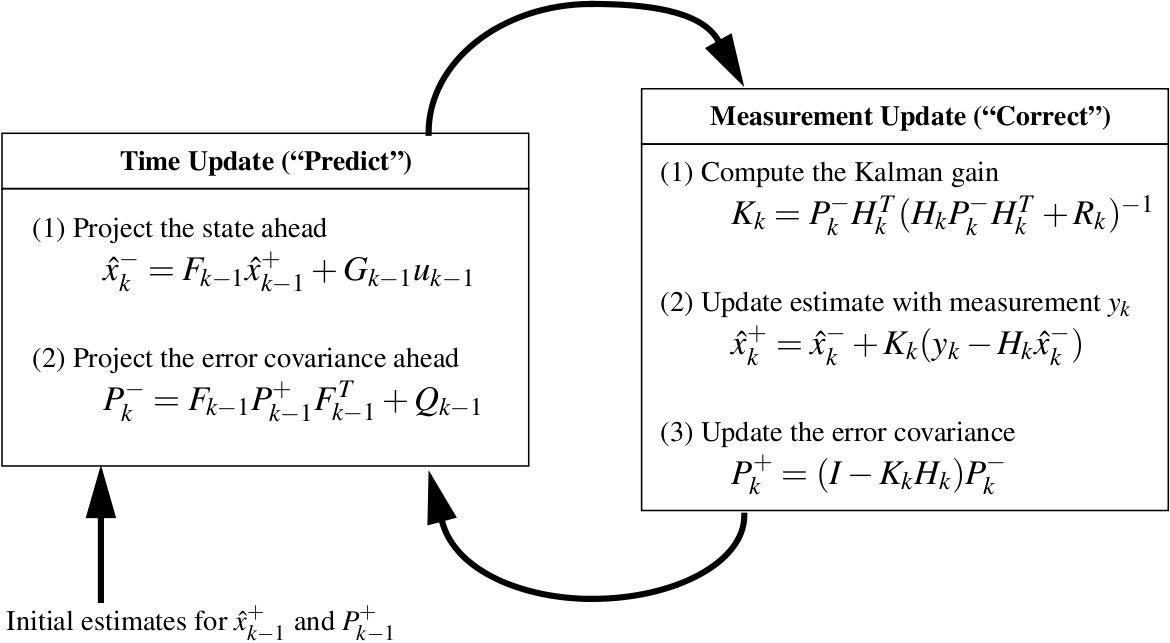 Time Update (“Predict”)
(1) Project the state ahead
x̂ₖ⁻ = Fₖ₋₁x̂ₖ₋₁⁺ + Gₖ₋₁uₖ₋₁
(2) Project the error covariance ahead
Pₖ⁻ = Fₖ₋₁Pₖ₋₁⁺Fₖ₋₁ᵀ + Qₖ₋₁
Initial estimates for x̂ₖ₋₁⁺ and Pₖ₋₁⁺
Measurement Update (“Correct”)
(1) Compute the Kalman gain
Kₖ = Pₖ⁻Hₖᵀ(HₖPₖ⁻Hₖᵀ + Rₖ)⁻¹
(2) Update estimate with measurement yₖ
x̂ₖ⁺ = x̂ₖ⁻ + Kₖ(yₖ − Hₖx̂ₖ⁻)
(3) Update the error covariance
Pₖ⁺ = (I − KₖHₖ)Pₖ⁻